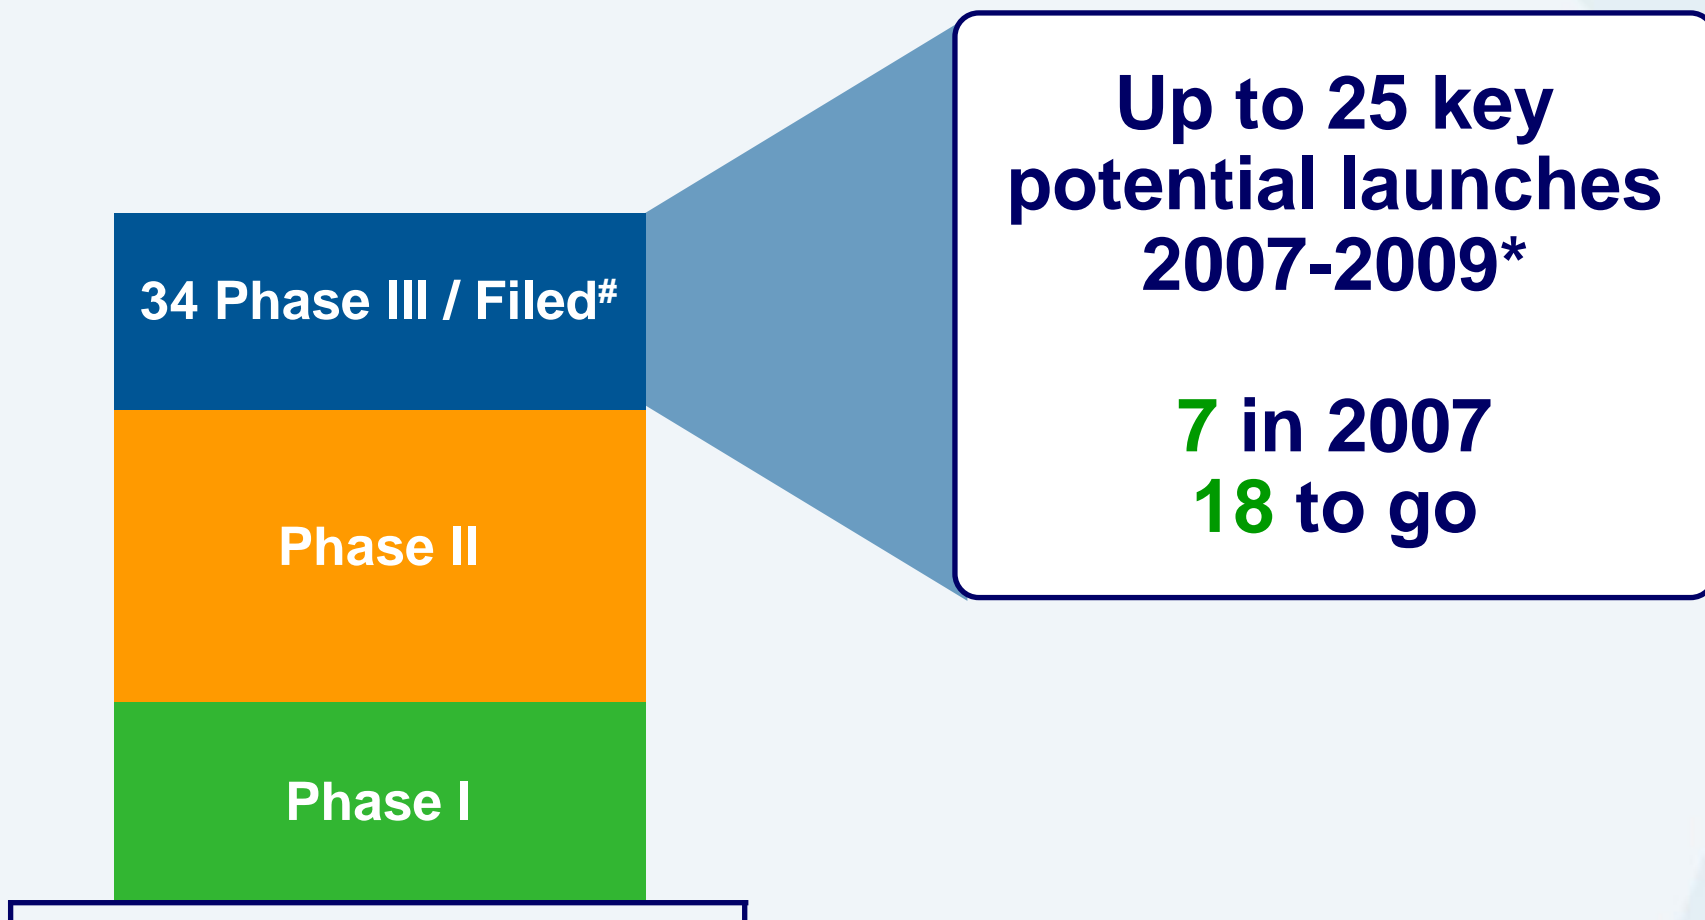 Up to 25 key
potential launches
2007-2009*
7 in 2007
18 to go
34 Phase III / Filed#
Phase II
Phase I